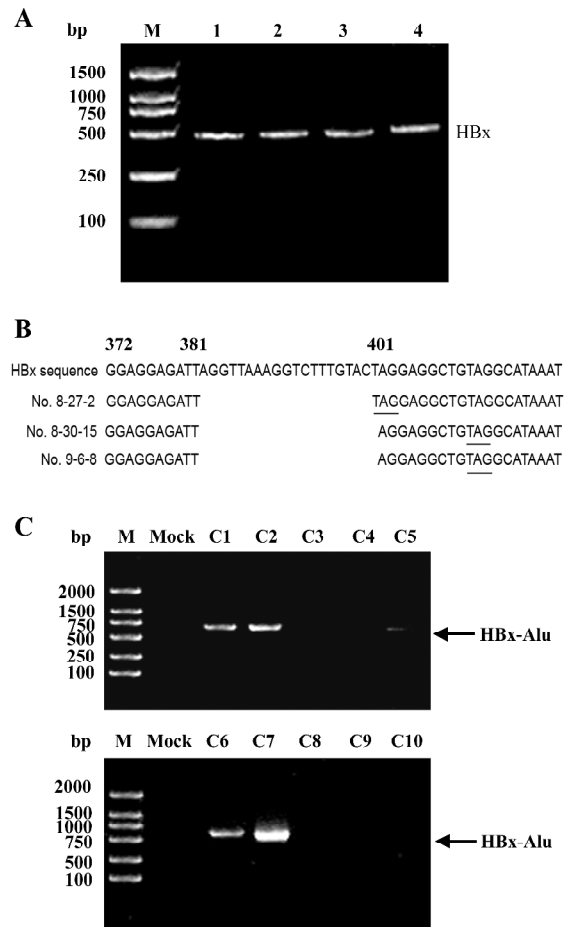 A
bp M 1 2 3 4
1500
1000
750
500 HBx
250
100
B
372 381 401
HBx sequence GGAGGAGATTAGGTTAAAGGTCTTTGTACTAGGAGGCTGTAGGCATAAAT
No. 8-27-2 GGAGGAGATT TAGGAGGCTGTAGGCATAAAT
No. 8-30-15 GGAGGAGATT AGGAGGCTGTAGGCATAAAT
No. 9-6-8 GGAGGAGATT AGGAGGCTGTAGGCATAAAT
C
bp M Mock C1 C2 C3 C4 C5
2000
1500
750
500 HBx-Alu
250
100
bp M Mock C6 C7 C8 C9 C10
2000
1500
1000
750 HBx-Alu
500
100